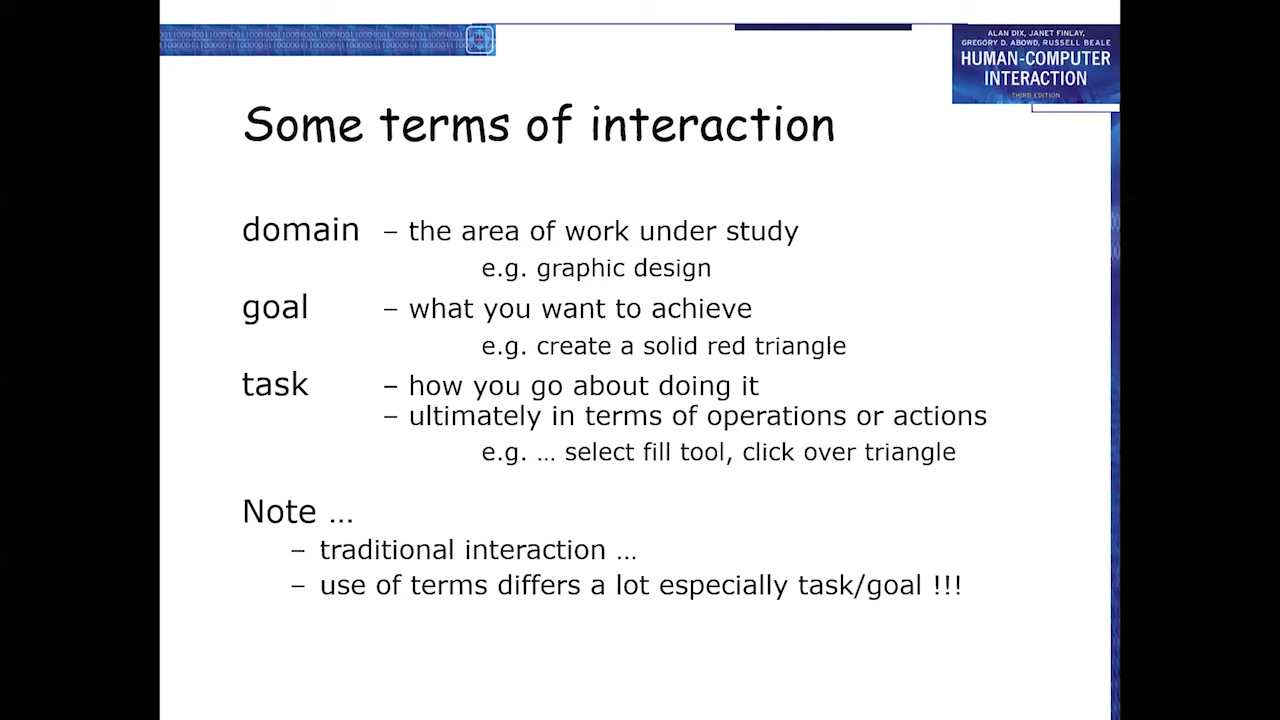 ALAN DIX, JANET FINLAY,
GREGORY D. ABOWD, RUSSELL BEALE
HUMAN-COMPUTER
INTERACTION
THIRD EDITION
Some terms of interaction
domain – the area of work under study
e.g. graphic design
goal – what you want to achieve
e.g. create a solid red triangle
task – how you go about doing it
– ultimately in terms of operations or actions
e.g. … select fill tool, click over triangle
Note …
– traditional interaction …
– use of terms differs a lot especially task/goal !!!